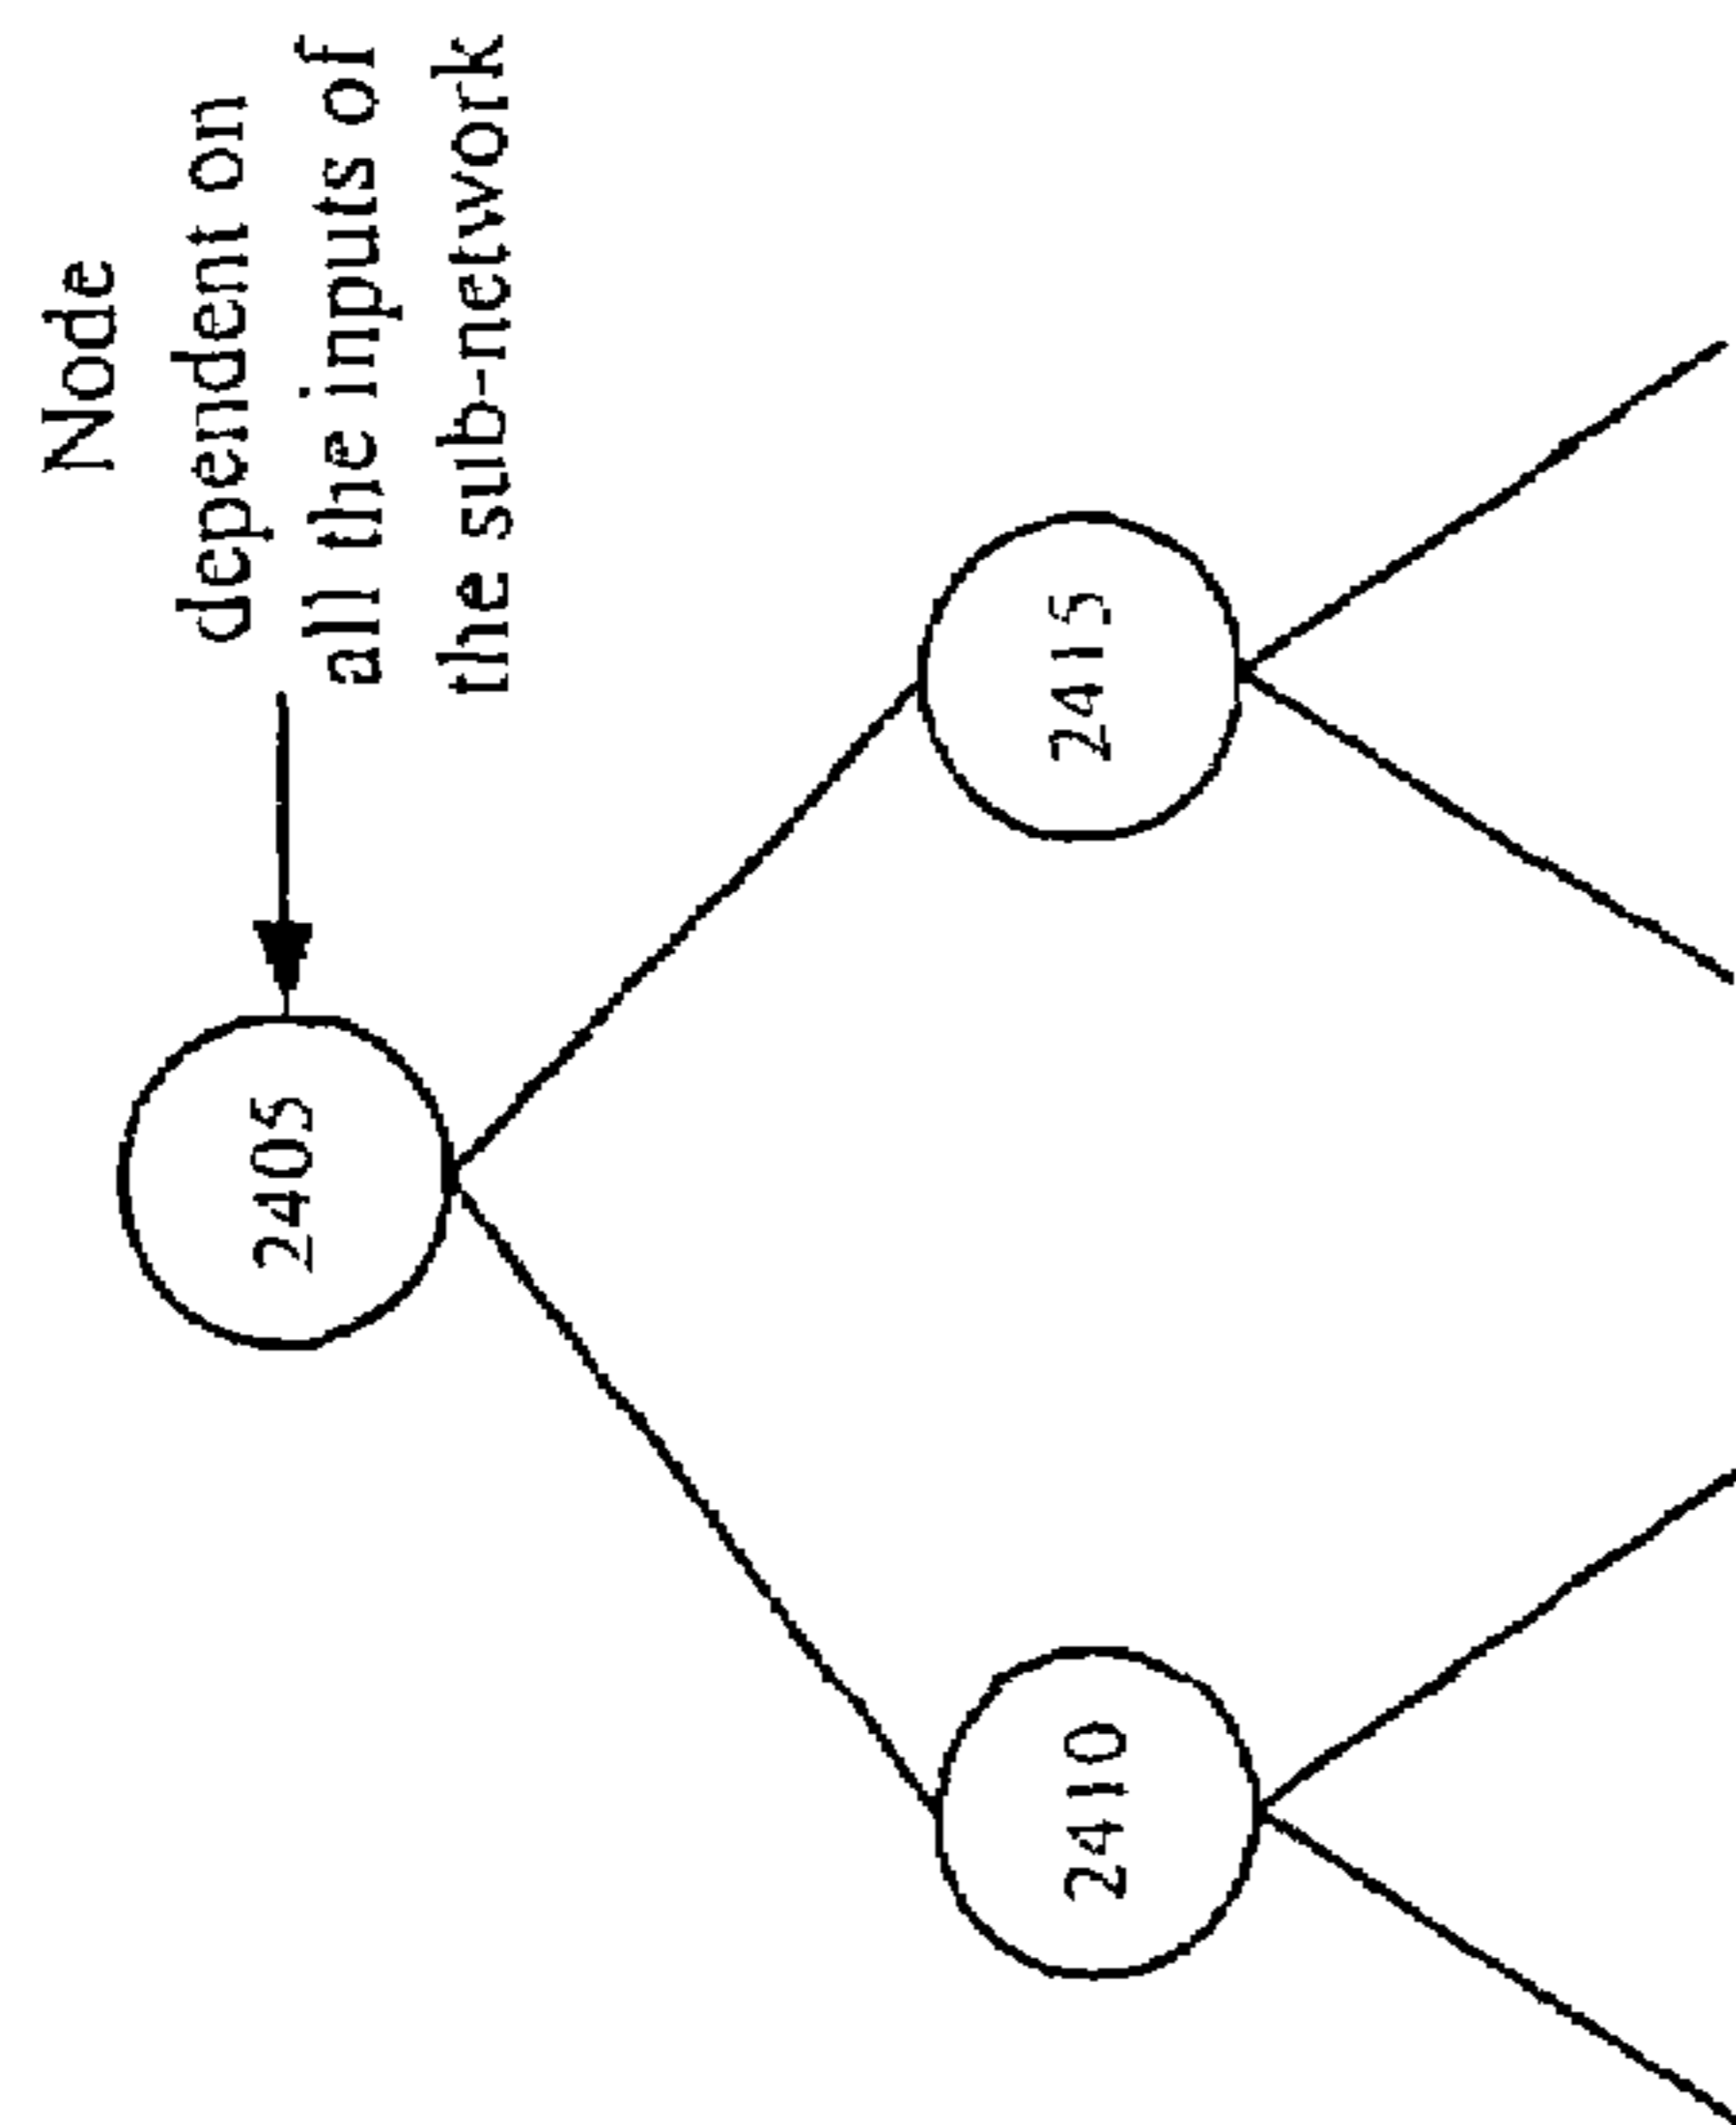 Node
dependent on
all the inputs of
the sub-network
2405
2410
2415